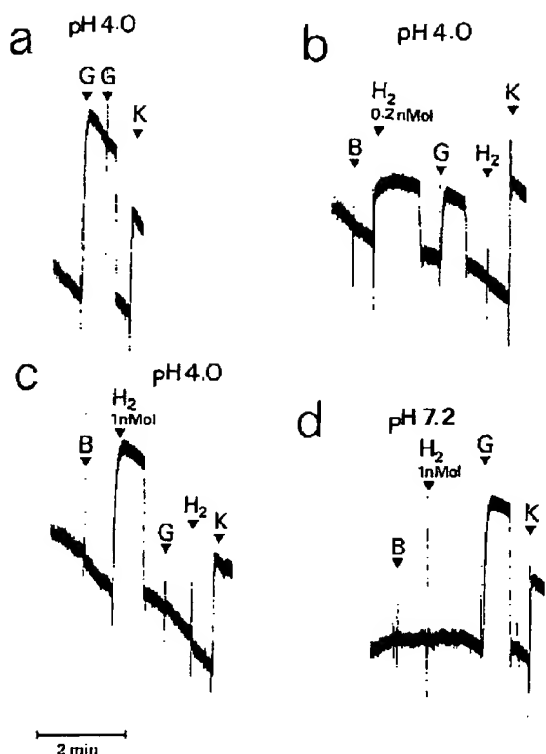 a
pH 4.0
G G
K
b
pH 4.0
H₂
0.2 nMol
B
G
H₂
K
c
pH 4.0
H₂
1nMol
B
G
H₂
K
d
pH 7.2
H₂
1nMol
G
B
K
2 min